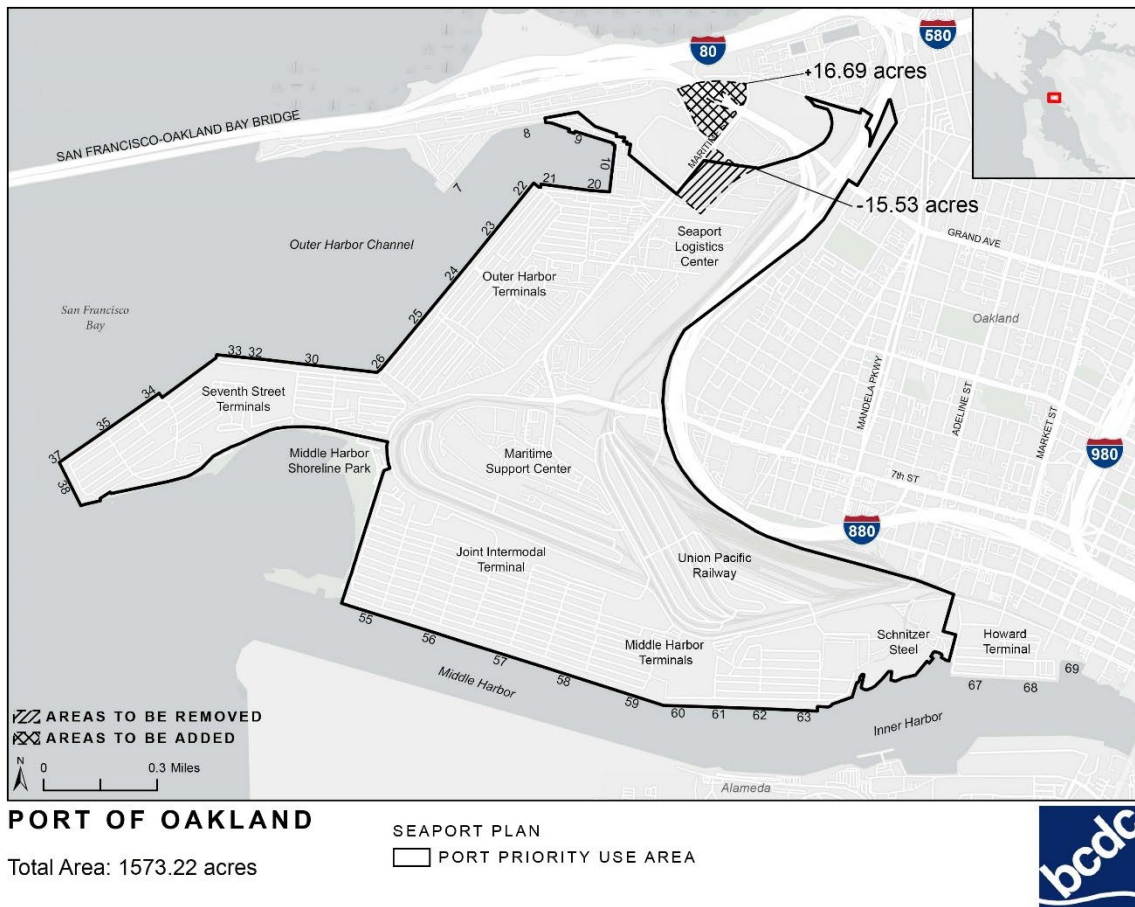 80
580
+16.69 acres
SAN FRANCISCO-OAKLAND BAY BRIDGE
8
9
10
MARITIME
7
22
21
20
-15.53 acres
23
Outer Harbor Channel
Seaport
Logistics
Center
GRAND AVE
24
Outer Harbor
Terminals
San Francisco
Bay
25
Oakland
33
32
30
26
34
Seventh Street
Terminals
MANDELA PKWY
ADELINE ST
MARKET ST
35
37
38
Middle Harbor
Shoreline Park
Maritime
Support Center
980
7th ST
880
Joint Intermodal
Terminal
Union Pacific
Railway
55
56
57
58
59
60
61
62
63
Middle Harbor
Middle Harbor
Terminals
Schnitzer
Steel
Howard
Terminal
67
68
69
Inner Harbor
AREAS TO BE REMOVED
AREAS TO BE ADDED
N
0 0.3 Miles
Alameda
PORT OF OAKLAND
Total Area: 1573.22 acres
SEAPORT PLAN
PORT PRIORITY USE AREA
bcdc